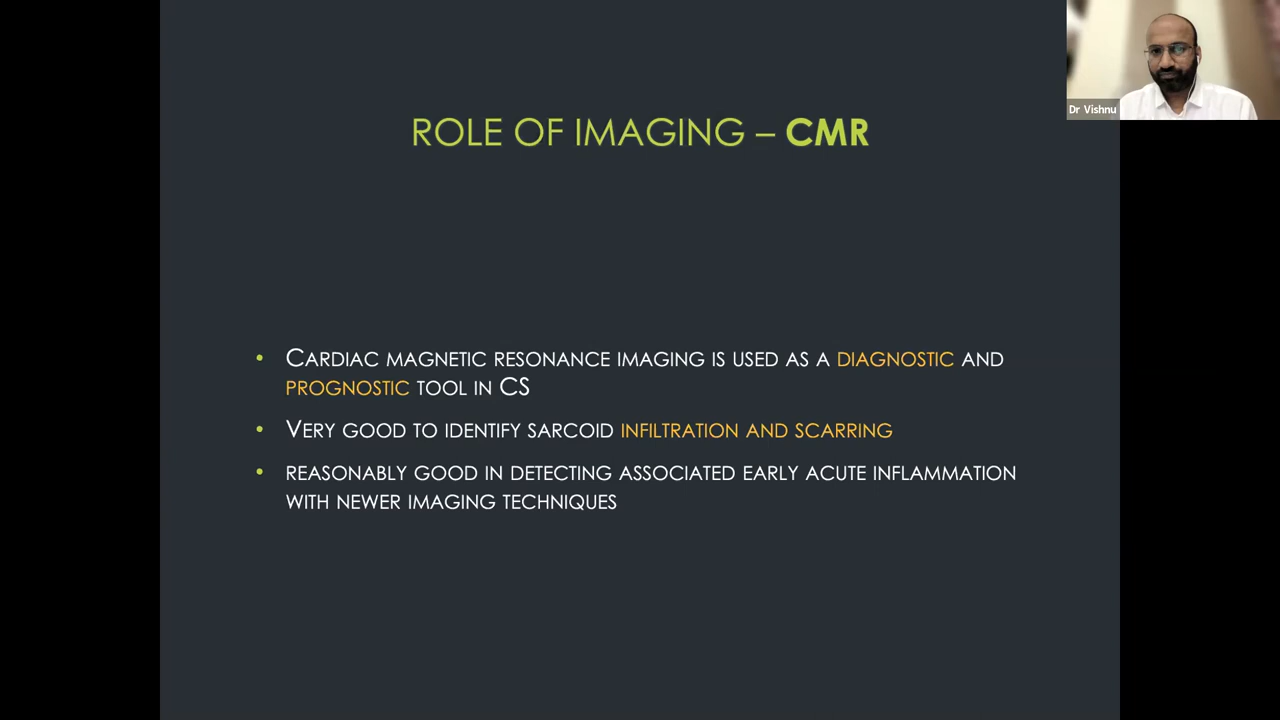 ROLE OF IMAGING – CMR
Dr Vishnu
• CARDIAC MAGNETIC RESONANCE IMAGING IS USED AS A DIAGNOSTIC AND
PROGNOSTIC TOOL IN CS
• VERY GOOD TO IDENTIFY SARCOID INFILTRATION AND SCARRING
• REASONABLY GOOD IN DETECTING ASSOCIATED EARLY ACUTE INFLAMMATION
WITH NEWER IMAGING TECHNIQUES